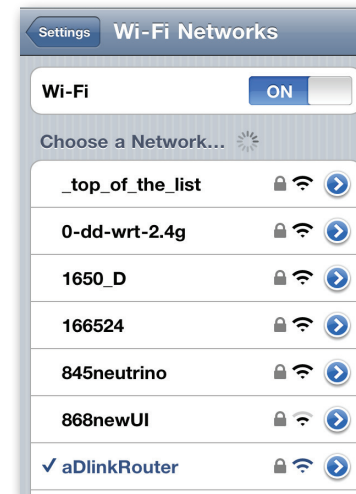 Settings Wi-Fi Networks
Wi-Fi ON
Choose a Network...
_top_of_the_list
0-dd-wrt-2.4g
1650_D
166524
845neutrino
868newUI
✓ aDlinkRouter